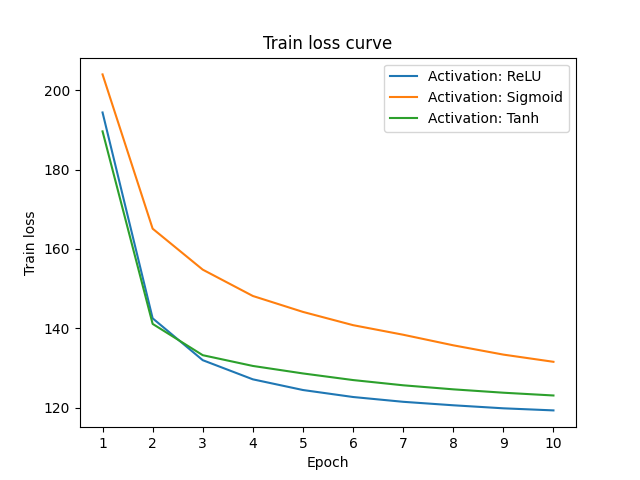 Train loss curve
Activation: ReLU
Activation: Sigmoid
Activation: Tanh
Train loss
200
180
160
140
120
1 2 3 4 5 6 7 8 9 10
Epoch